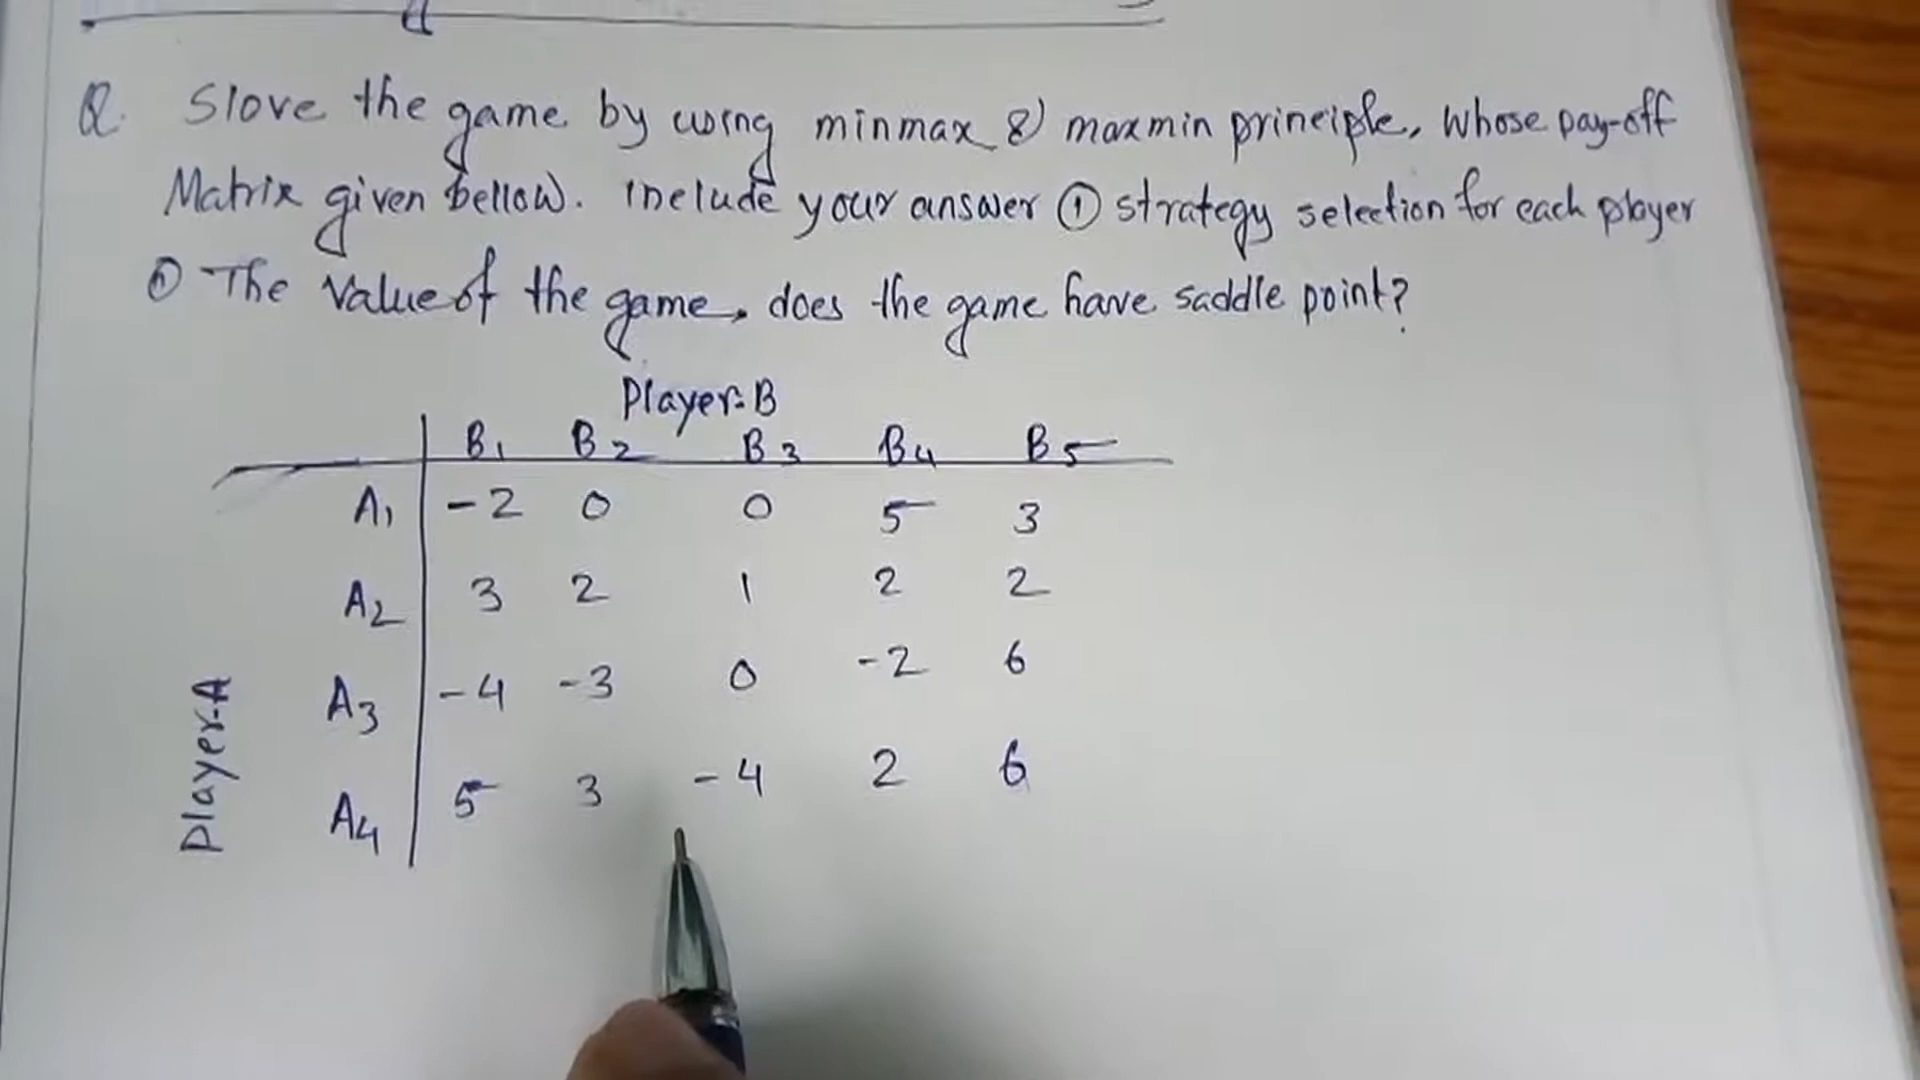 Q. Slove the game by using minmax & maxmin principle, whose pay-off
Matrix given bellow. Include your answer ① strategy selection for each player
⑪ The Value of the game, does the game have saddle point?
Player-B
B1 B2 B3 B4 B5
A1 -2 0 0 5 3
A2 3 2 1 2 2
A3 -4 -3 0 -2 6
A4 5 3 -4 2 6
Player-A